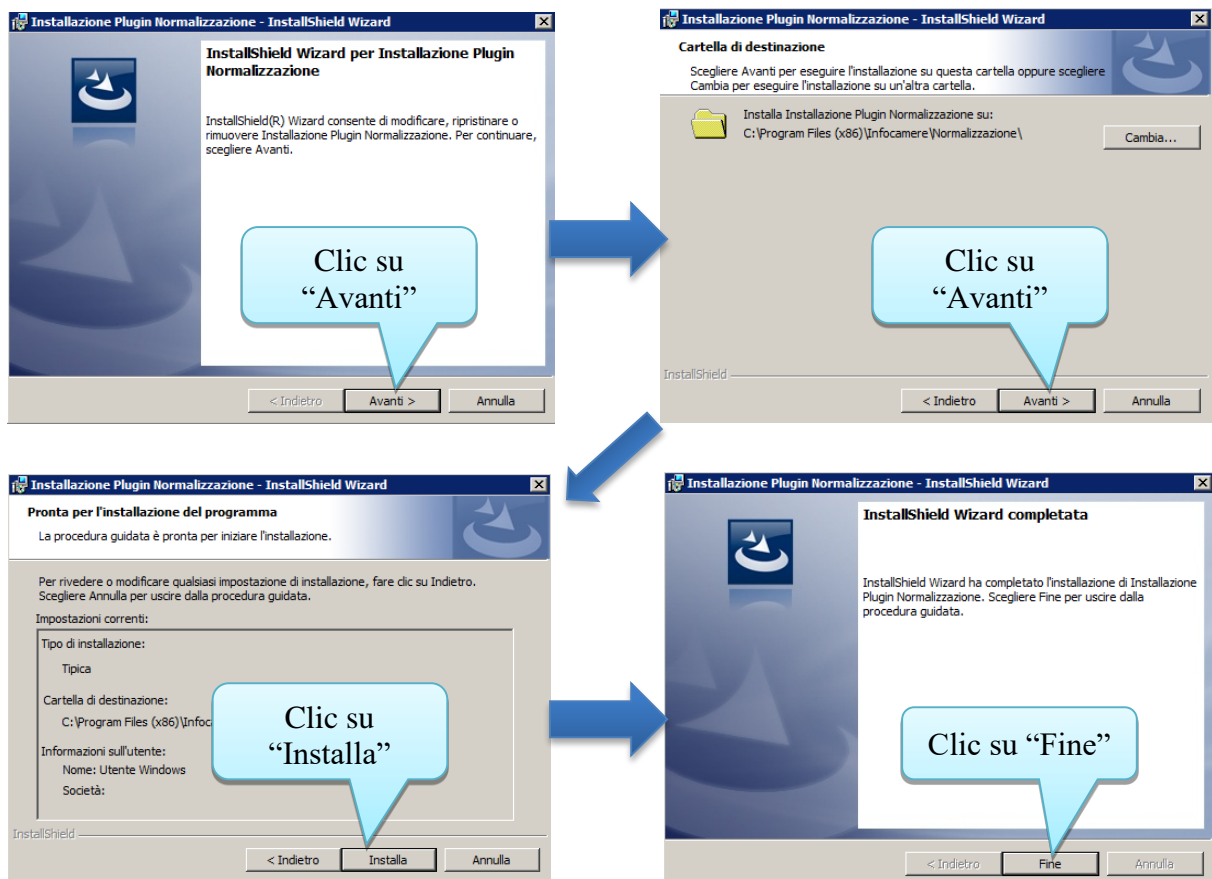 Installazione Plugin Normalizzazione - InstallShield Wizard
InstallShield Wizard per Installazione Plugin
Normalizzazione
InstallShield(R) Wizard consente di modificare, ripristinare o
rimuovere Installazione Plugin Normalizzazione. Per continuare,
scegliere Avanti.
Clic su
“Avanti”
< Indietro
Avanti >
Annulla
Installazione Plugin Normalizzazione - InstallShield Wizard
Cartella di destinazione
Scegliere Avanti per eseguire l'installazione su questa cartella oppure scegliere
Cambia per eseguire l'installazione su un'altra cartella.
Installa Installazione Plugin Normalizzazione su:
C:\Program Files (x86)\Infocamere\Normalizzazione\
Cambia...
Clic su
“Avanti”
InstallShield
< Indietro
Avanti >
Annulla
Installazione Plugin Normalizzazione - InstallShield Wizard
Pronta per l'installazione del programma
La procedura guidata è pronta per iniziare l'installazione.
Per rivedere o modificare qualsiasi impostazione di installazione, fare clic su Indietro.
Scegliere Annulla per uscire dalla procedura guidata.
Impostazioni correnti:
Tipo di installazione:
Tipica
Cartella di destinazione:
C:\Program Files (x86)\Infoca
Informazioni sull'utente:
Nome: Utente Windows
Società:
Clic su
“Installa”
InstallShield
< Indietro
Installa
Annulla
Installazione Plugin Normalizzazione - InstallShield Wizard
InstallShield Wizard completata
InstallShield Wizard ha completato l'installazione di Installazione
Plugin Normalizzazione. Scegliere Fine per uscire dalla
procedura guidata.
Clic su “Fine”
< Indietro
Fine
Annulla